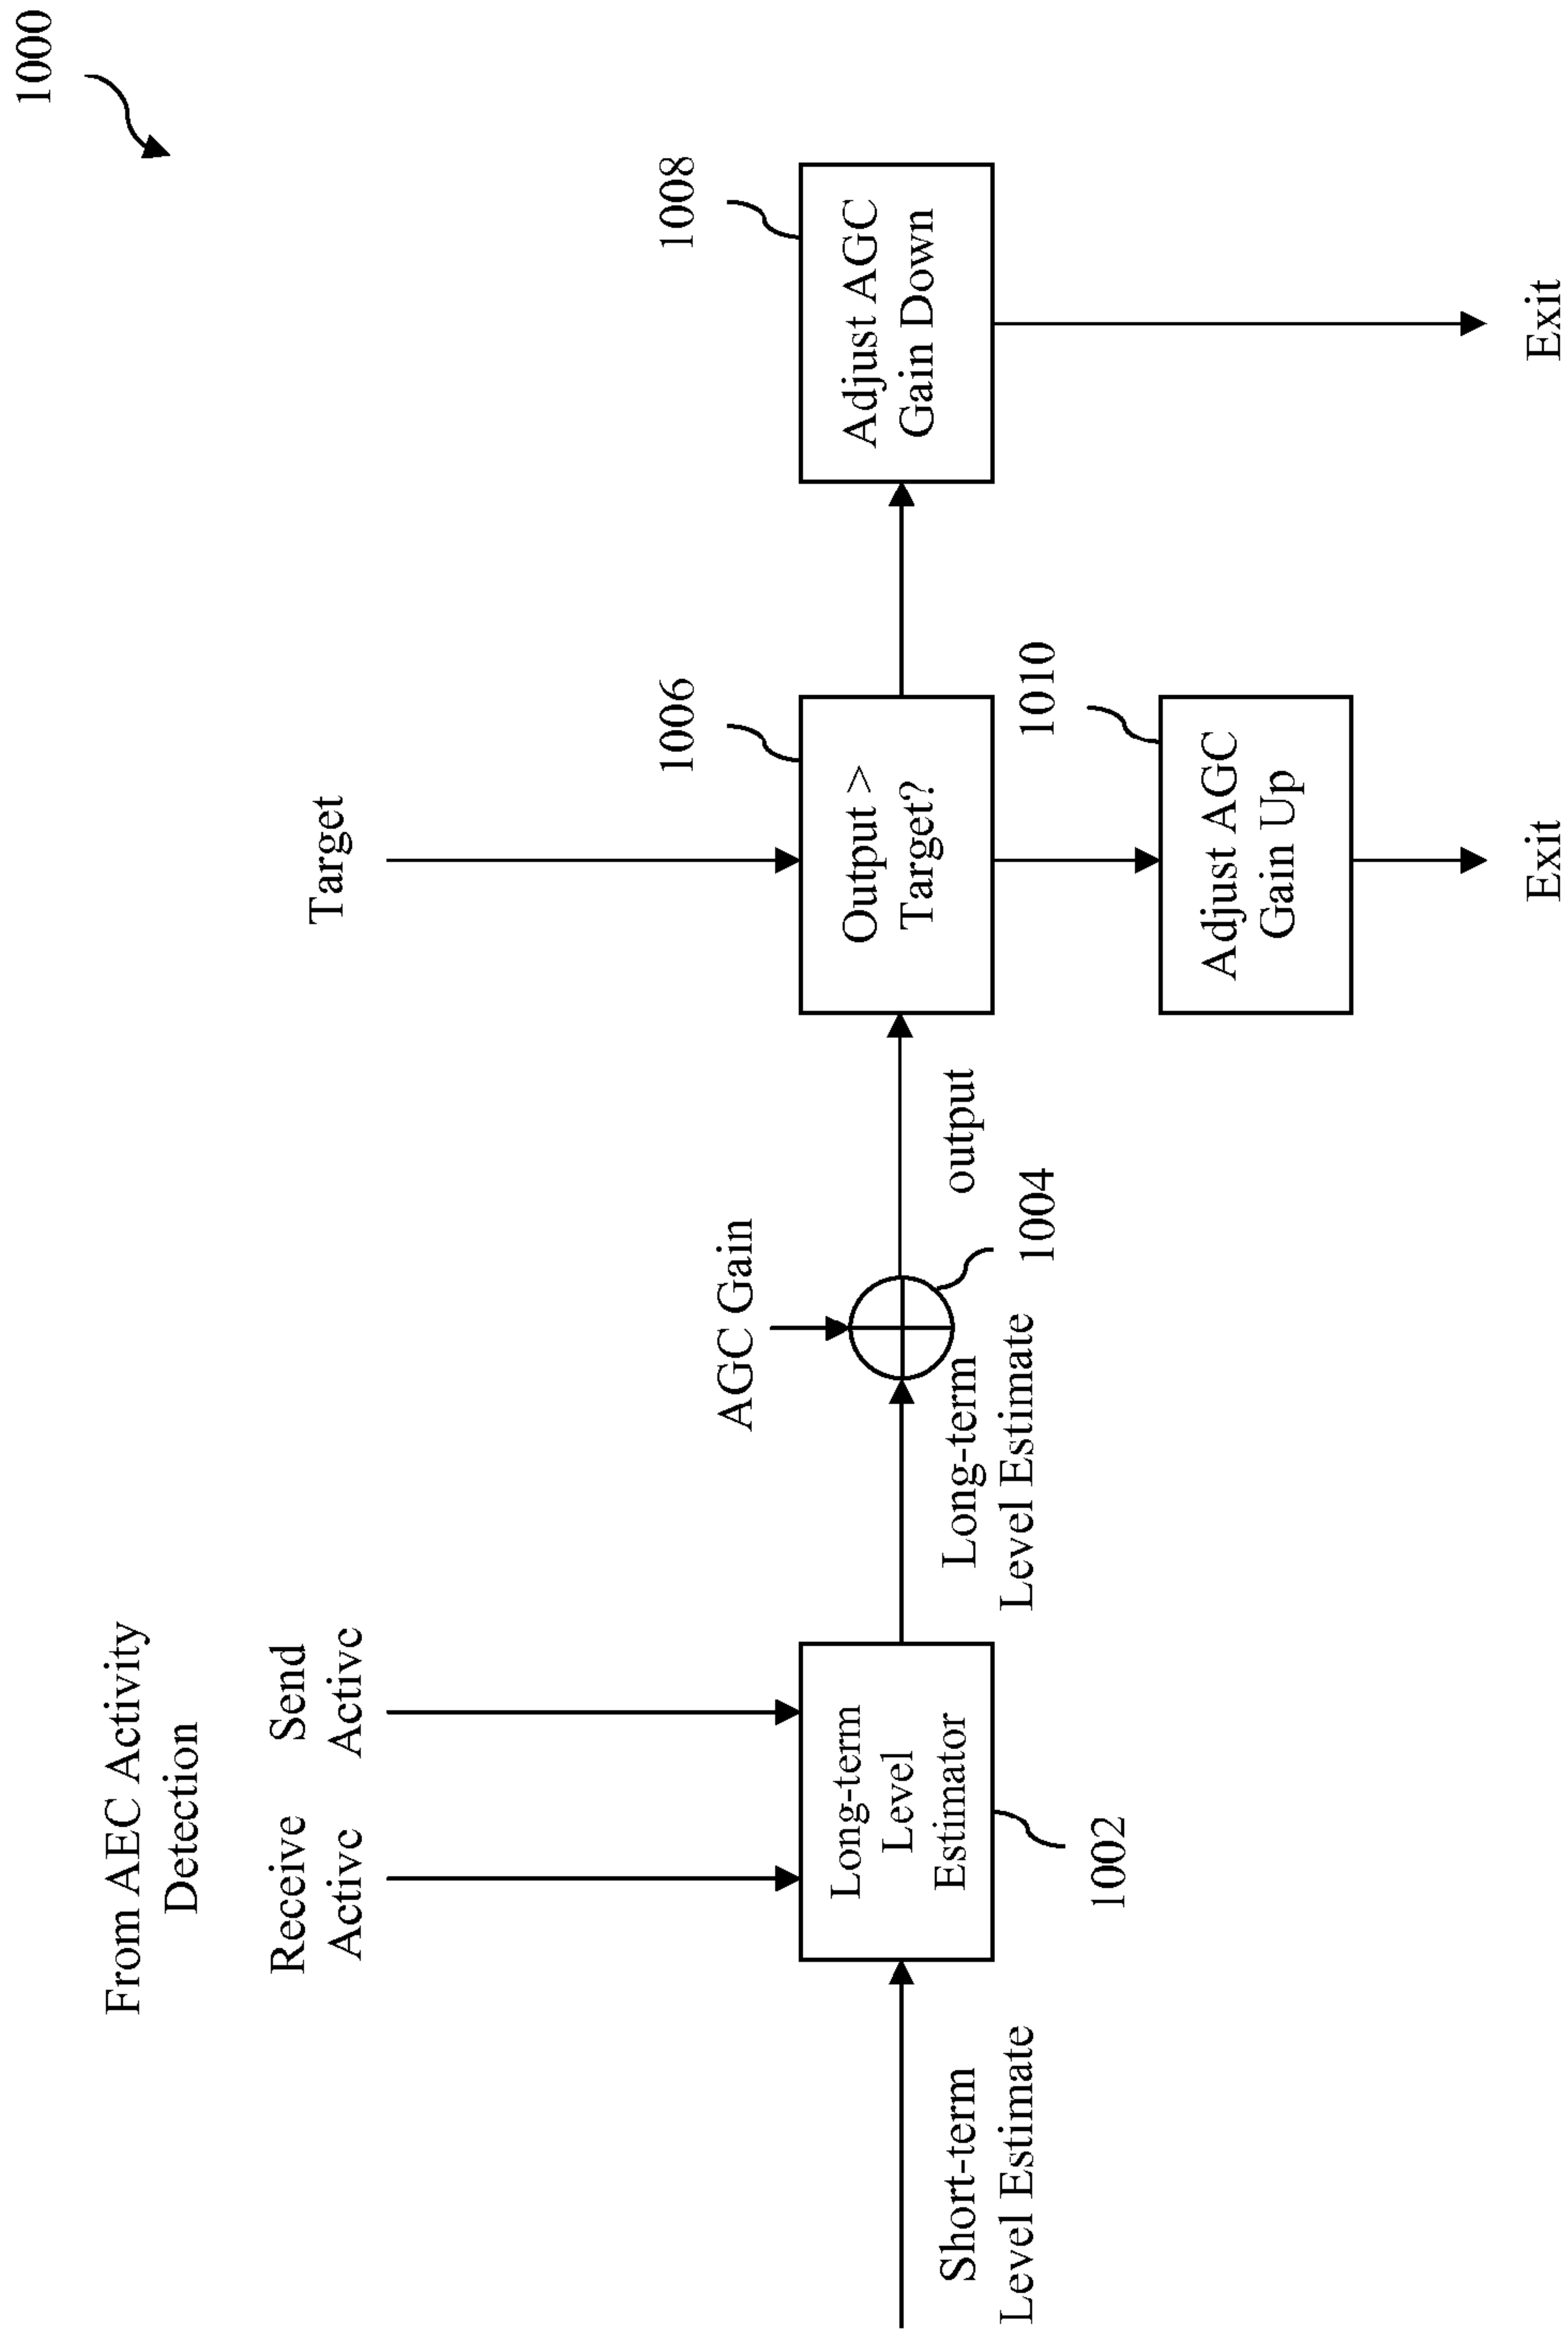 1000
From AEC Activity
Detection
Receive
Active
Send
Active
Target
AGC Gain
1006
1008
Short-term
Level Estimate
Long-term
Level
Estimator
1002
Long-term
Level Estimate
1004
output
Output >
Target?
Adjust AGC
Gain Down
1010
Adjust AGC
Gain Up
Exit
Exit